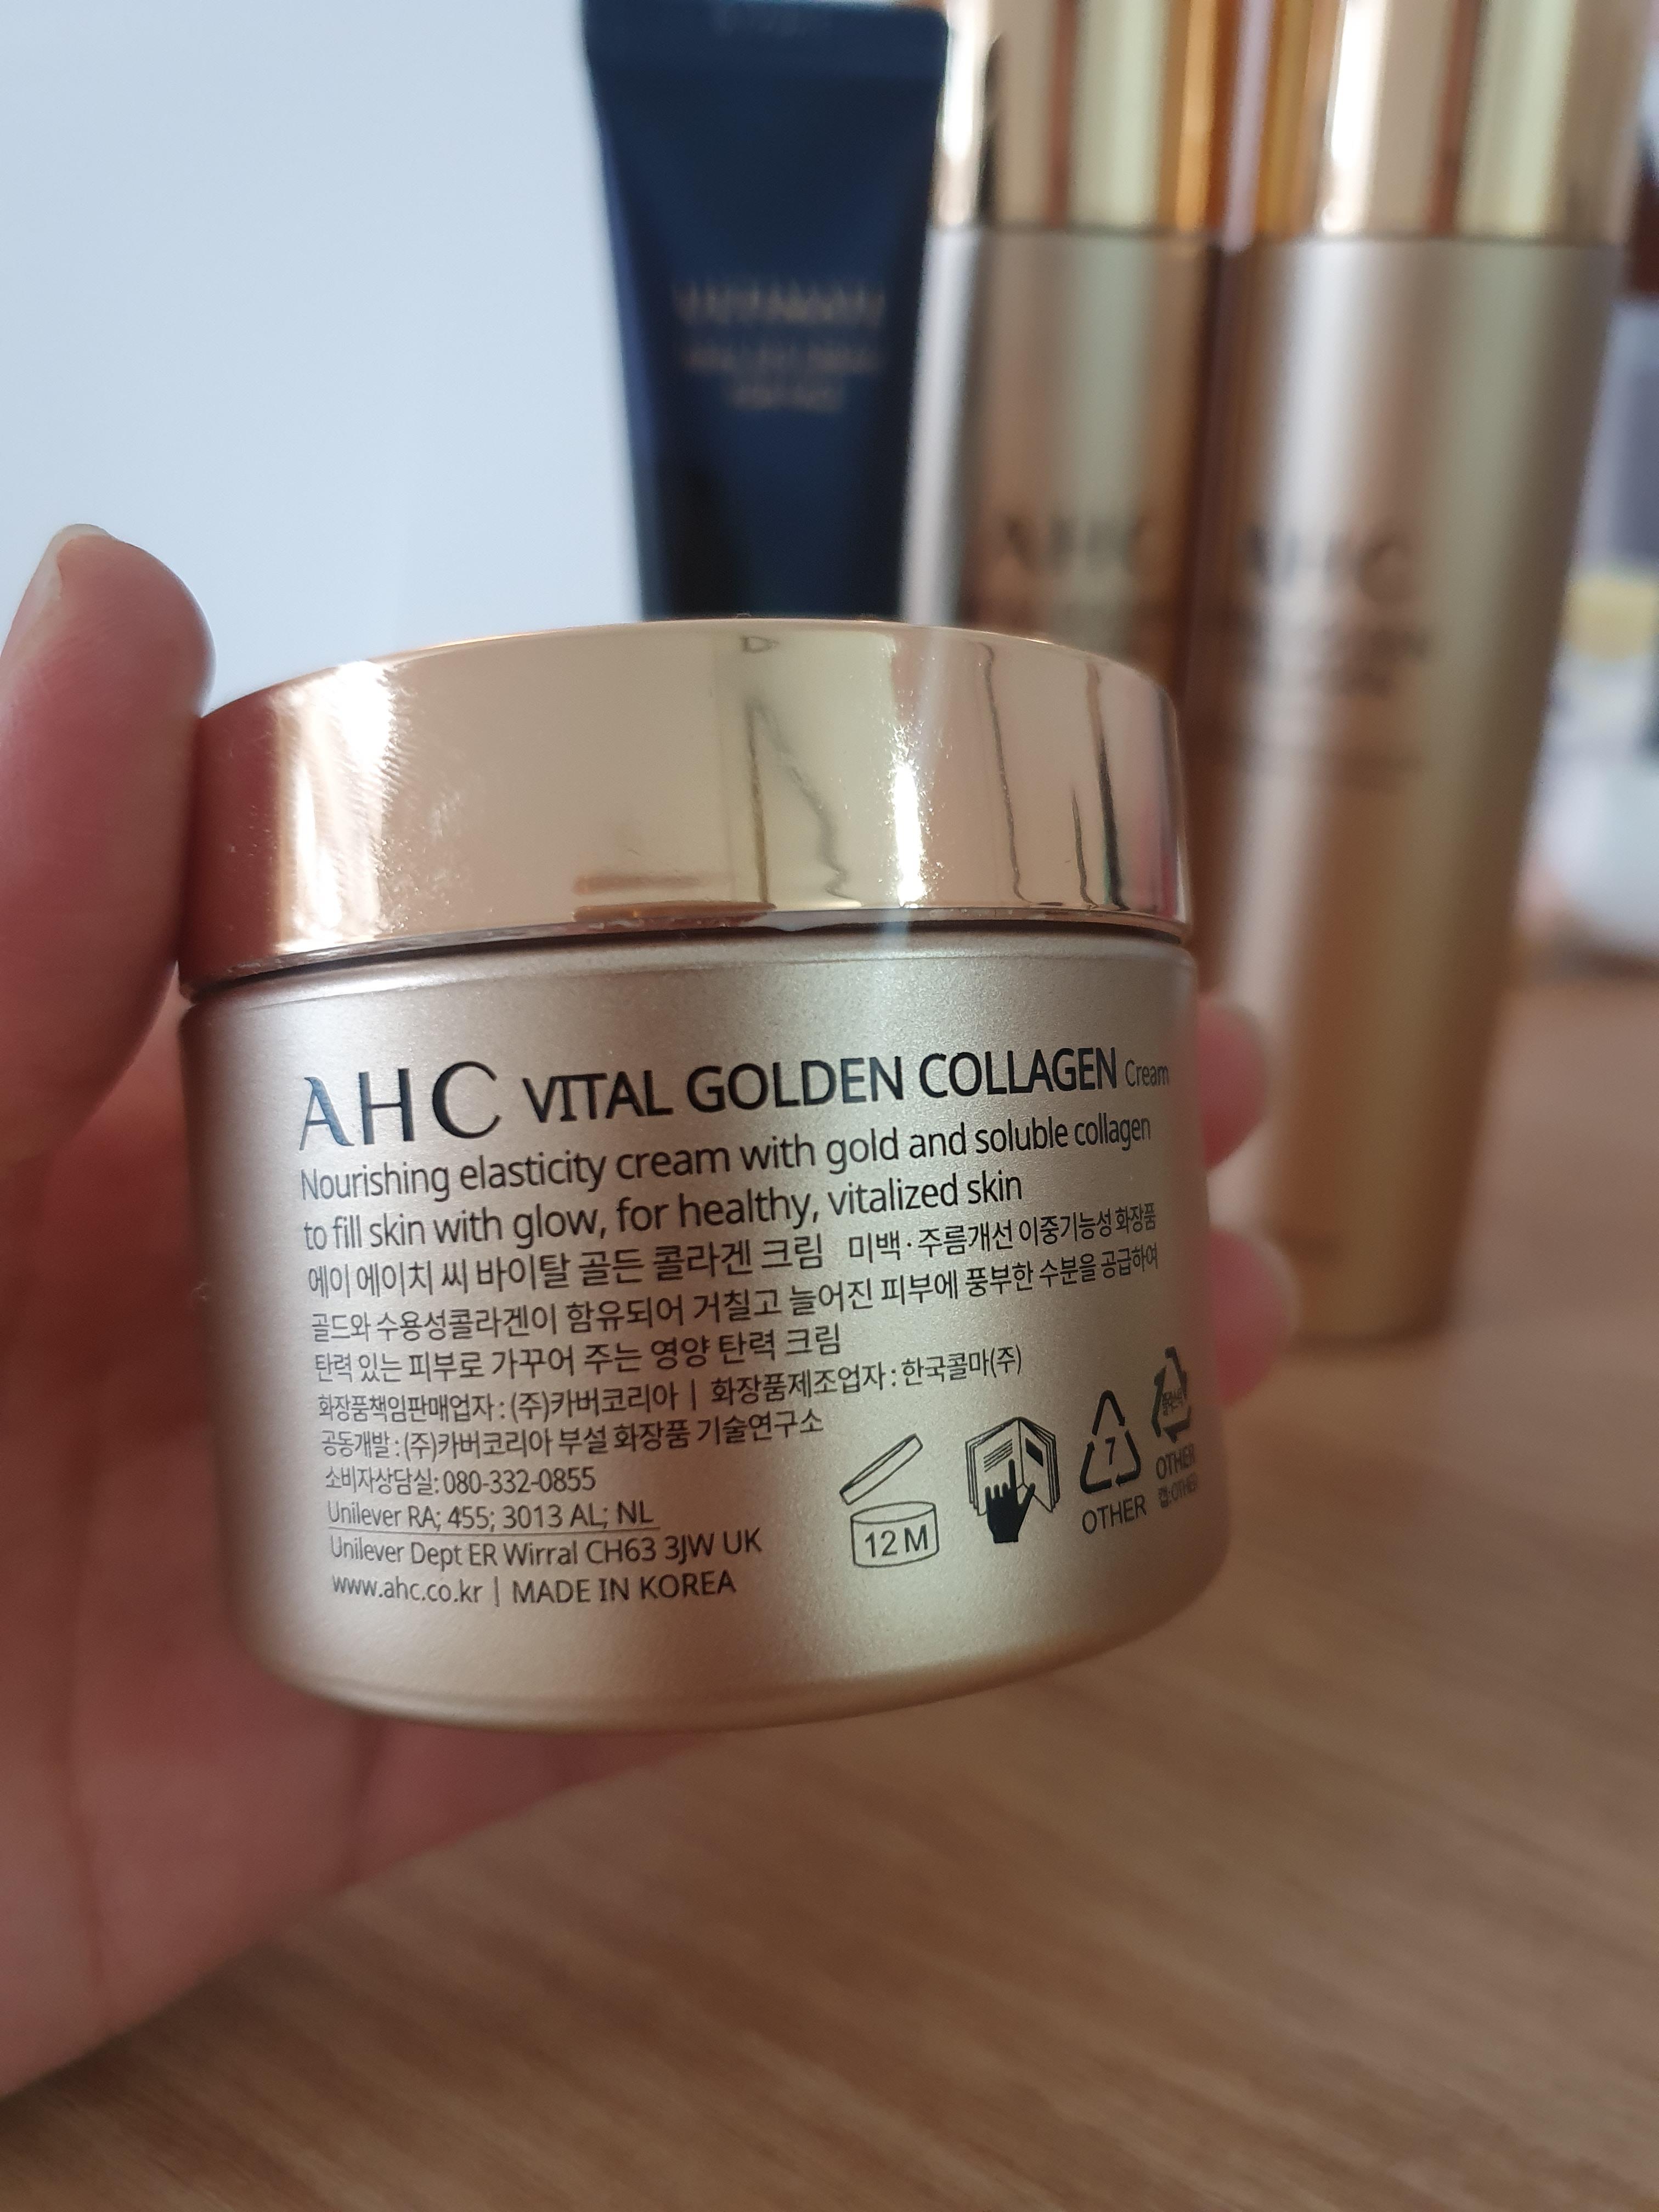 AHC VITAL GOLDEN COLLAGEN Cream
Nourishing elasticity cream with gold and soluble collagen
to fill skin with glow, for healthy, vitalized skin
에이 에이치 씨 바이탈 골든 콜라겐 크림 미백·주름개선 이중기능성 화장품
골드와 수용성콜라겐이 함유되어 거칠고 늘어진 피부에 풍부한 수분을 공급하여
탄력 있는 피부로 가꾸어 주는 영양 탄력 크림
화장품책임판매업자 : (주)카버코리아 | 화장품제조업자 : 한국콜마(주)
공동개발 : (주)카버코리아 부설 화장품 기술연구소
소비자상담실: 080-332-0855
Unilever RA; 455; 3013 AL; NL
Unilever Dept ER Wirral CH63 3JW UK
www.ahc.co.kr | MADE IN KOREA
12 M
7
OTHER
OTHER
캡:OTHER
AHC
AHC